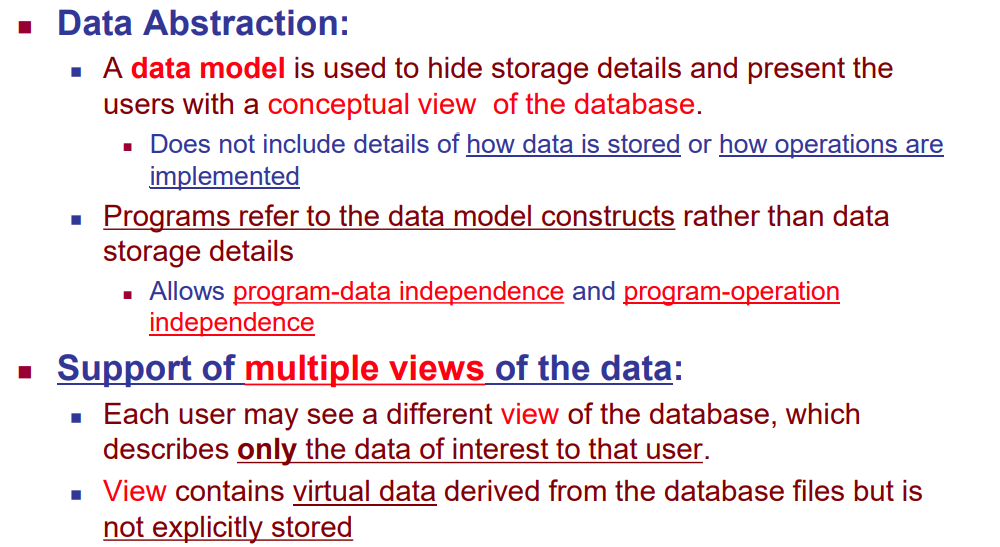 Data Abstraction:
A data model is used to hide storage details and present the
users with a conceptual view of the database.
Does not include details of how data is stored or how operations are
implemented
Programs refer to the data model constructs rather than data
storage details
Allows program-data independence and program-operation
independence
Support of multiple views of the data:
Each user may see a different view of the database, which
describes only the data of interest to that user.
View contains virtual data derived from the database files but is
not explicitly stored